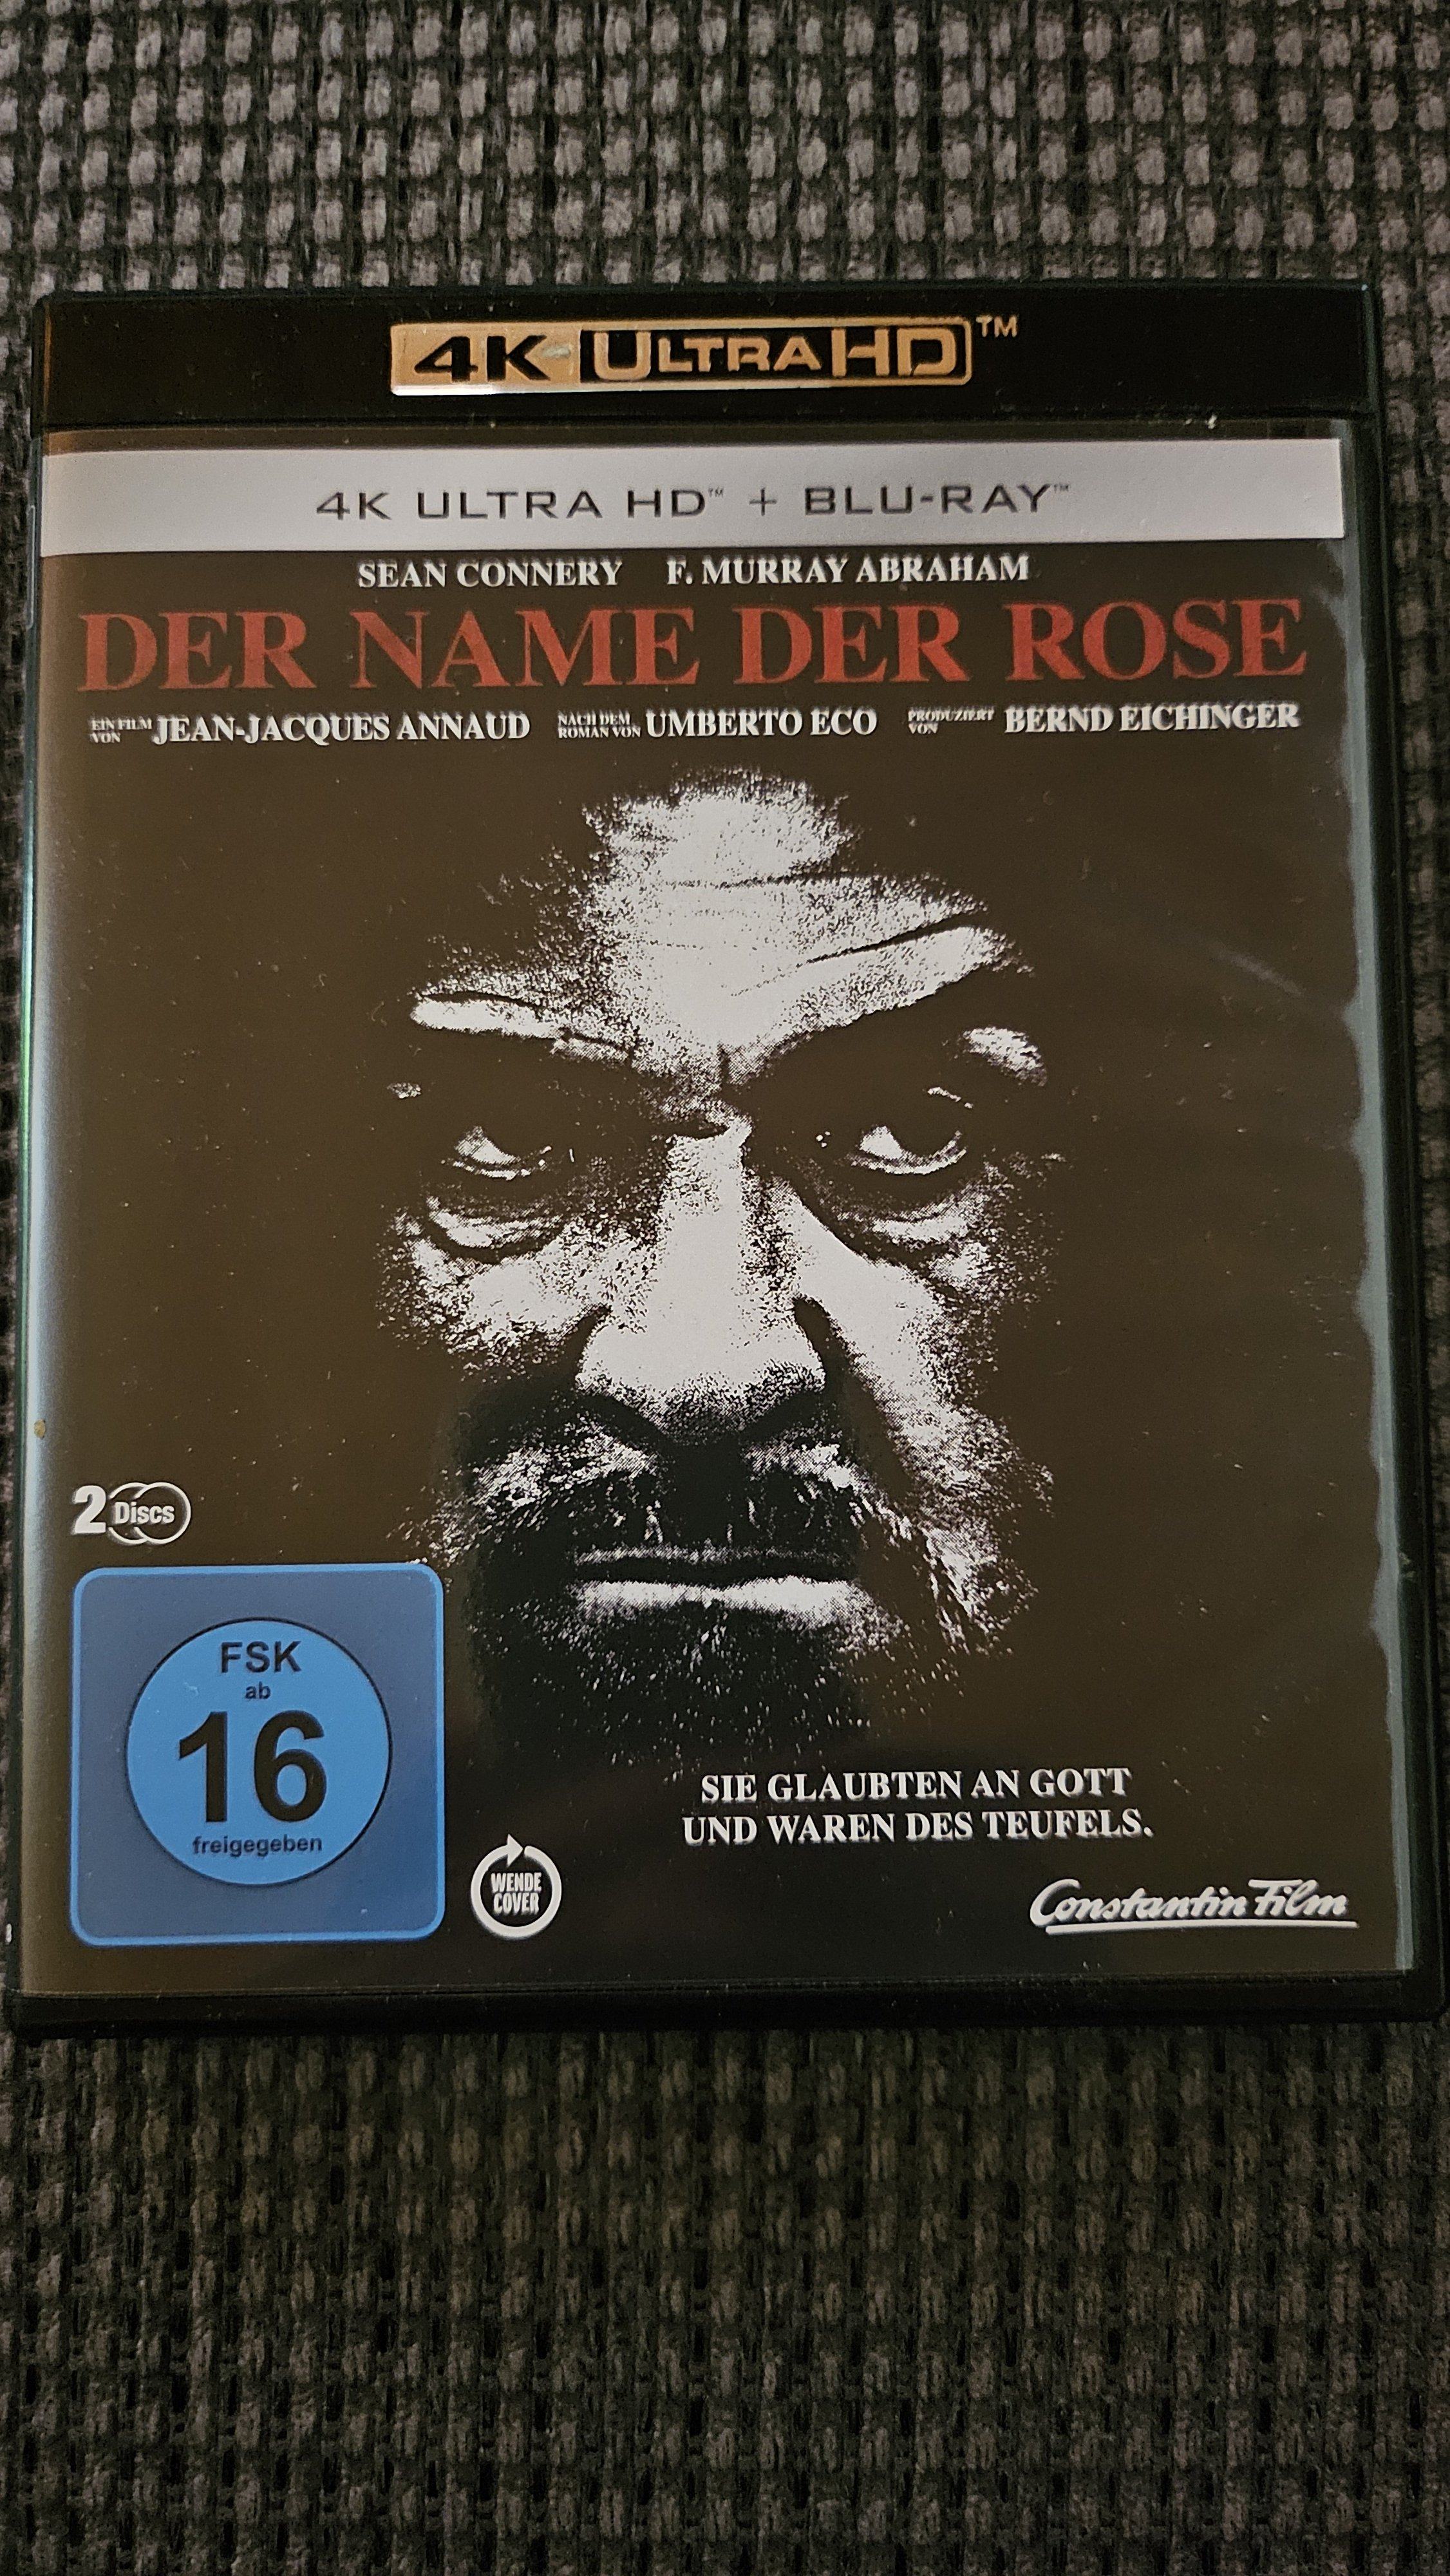 4K ULTRA HD™
4K ULTRA HD™ + BLU-RAY™
SEAN CONNERY F. MURRAY ABRAHAM
DER NAME DER ROSE
EIN FILM VON JEAN-JACQUES ANNAUD NACH DEM ROMAN VON UMBERTO ECO PRODUZIERT VON BERND EICHINGER
2 Discs
FSK
ab
16
freigegeben
SIE GLAUBTEN AN GOTT
UND WAREN DES TEUFELS.
WENDE
COVER
Constantin Film